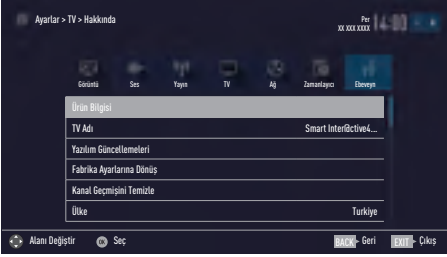 Ayarlar > TV > Hakkında
Per
xx xxx xxxx
Görüntü Ses Yayın TV Ağ Zamanlayıcı Ebeveyn
Ürün Bilgisi
TV Adı Smart Inter@ctive4...
Yazılım Güncellemeleri
Fabrika Ayarlarına Dönüş
Kanal Geçmişini Temizle
Ülke Turkiye
Alanı Değiştir OK Seç BACK Geri EXIT Çıkış